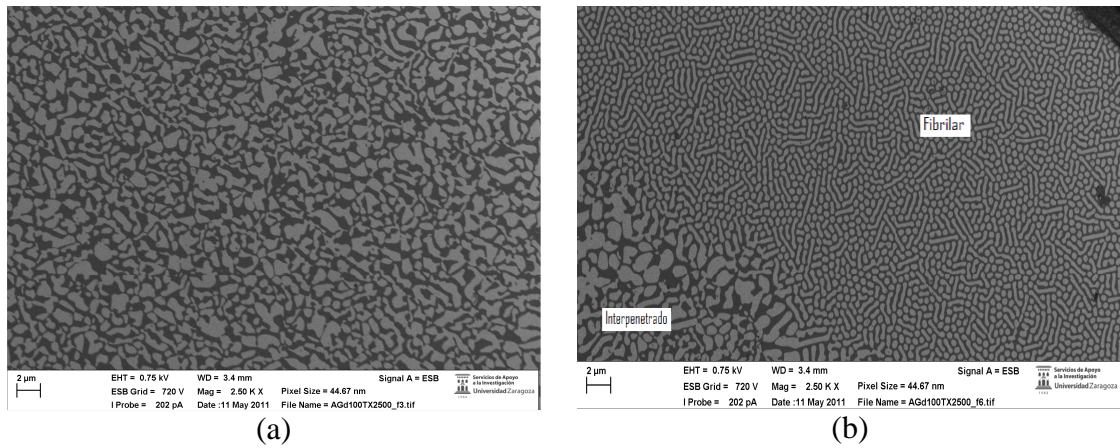 Fibrilar
Interpenetrado
2 µm
EHT = 0.75 kV WD = 3.4 mm Signal A = ESB
ESB Grid = 720 V Mag = 2.50 K X Pixel Size = 44.67 nm
I Probe = 202 pA Date :11 May 2011 File Name = AGd100TX2500_f3.tif
Servicios de Apoyo
a la Investigación
Universidad Zaragoza
2 µm
EHT = 0.75 kV WD = 3.4 mm Signal A = ESB
ESB Grid = 720 V Mag = 2.50 K X Pixel Size = 44.67 nm
I Probe = 202 pA Date :11 May 2011 File Name = AGd100TX2500_f6.tif
Servicios de Apoyo
a la Investigación
Universidad Zaragoza
(a)
(b)